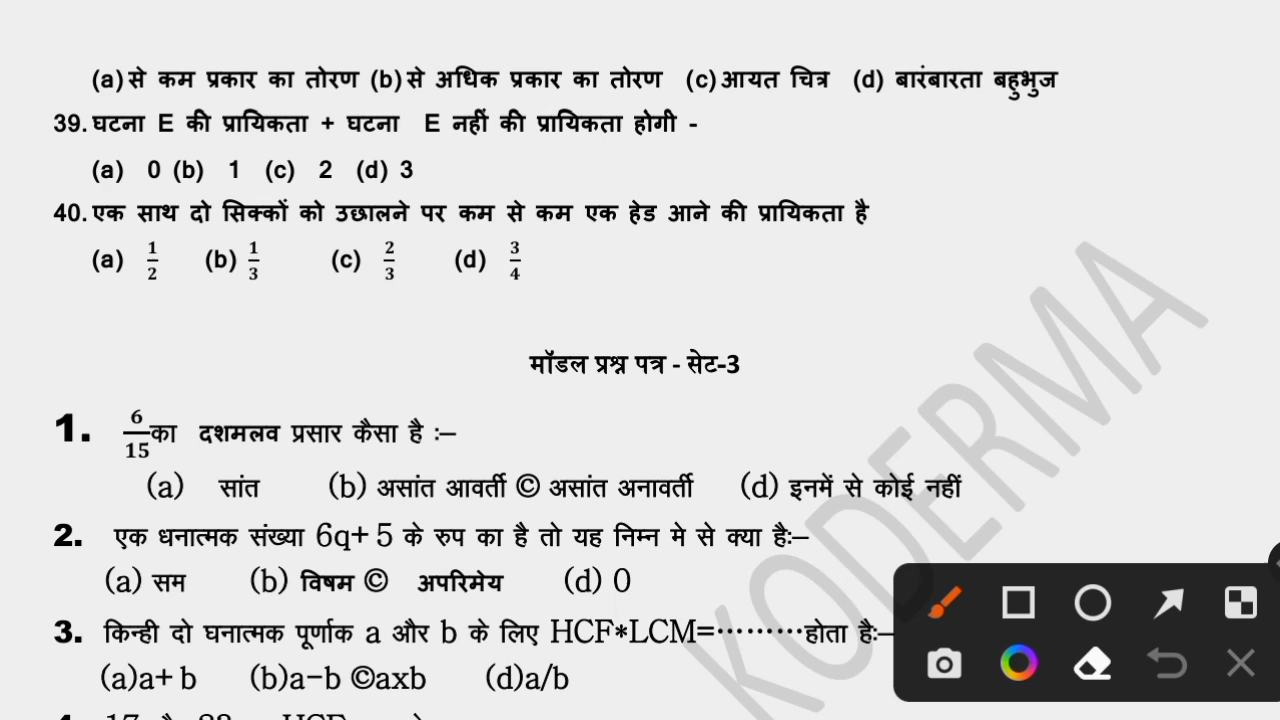 (a) से कम प्रकार का तोरण (b) से अधिक प्रकार का तोरण (c) आयत चित्र (d) बारंबारता बहुभुज
39. घटना E की प्रायिकता + घटना E नहीं की प्रायिकता होगी -
(a) 0 (b) 1 (c) 2 (d) 3
40. एक साथ दो सिक्कों को उछालने पर कम से कम एक हेड आने की प्रायिकता है
(a) 1/2 (b) 1/3 (c) 2/3 (d) 3/4
मॉडल प्रश्न पत्र - सेट-3
1. 6/15 का दशमलव प्रसार कैसा है :–
(a) सांत (b) असांत आवर्ती © असांत अनावर्ती (d) इनमें से कोई नहीं
2. एक धनात्मक संख्या 6q+ 5 के रुप का है तो यह निम्न मे से क्या है:–
(a) सम (b) विषम © अपरिमेय (d) 0
3. किन्ही दो घनात्मक पूर्णाक a और b के लिए HCF*LCM=………होता है:–
(a)a+ b (b)a–b ©axb (d)a/b
KODERMA